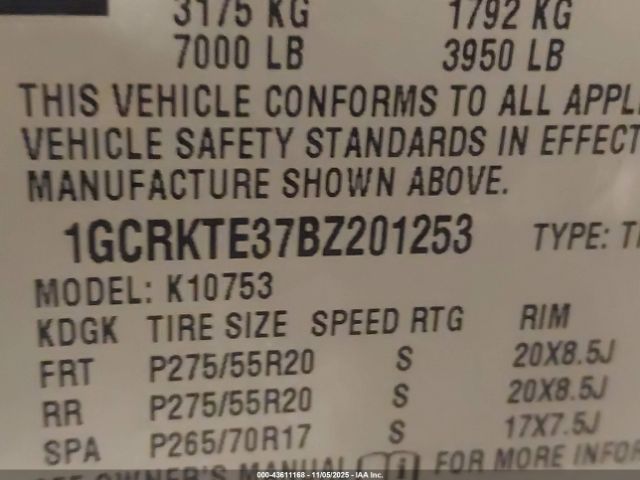 3175 KG 1792 KG
7000 LB 3950 LB
THIS VEHICLE CONFORMS TO ALL APPL
VEHICLE SAFETY STANDARDS IN EFFECT
MANUFACTURE SHOWN ABOVE.
1GCRKTE37BZ201253 TYPE: T
MODEL: K10753
KDGK TIRE SIZE SPEED RTG RIM
FRT P275/55R20 S 20X8.5J
RR P275/55R20 S 20X8.5J
SPA P265/70R17 S 17X7.5J
OWNER'S MANUAL i FOR MORE INFOR
000-43611168 - 11/05/2025 - IAA Inc.